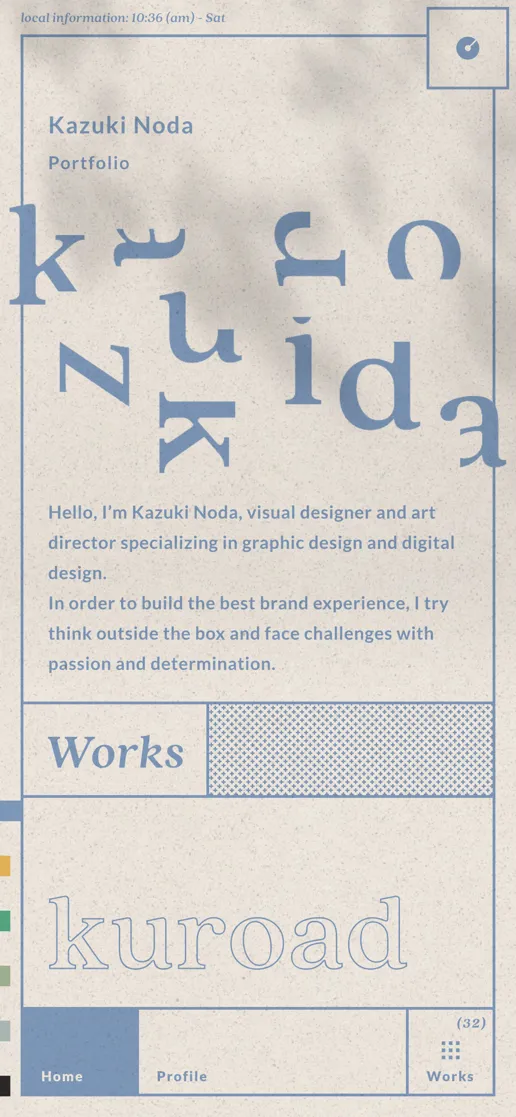 local information: 10:36 (am) - Sat
Kazuki Noda
Portfolio
k a r o
z u i d a
k
Hello, I'm Kazuki Noda, visual designer and art
director specializing in graphic design and digital
design.
In order to build the best brand experience, I try
think outside the box and face challenges with
passion and determination.
Works
kuroad
(32)
Home Profile Works